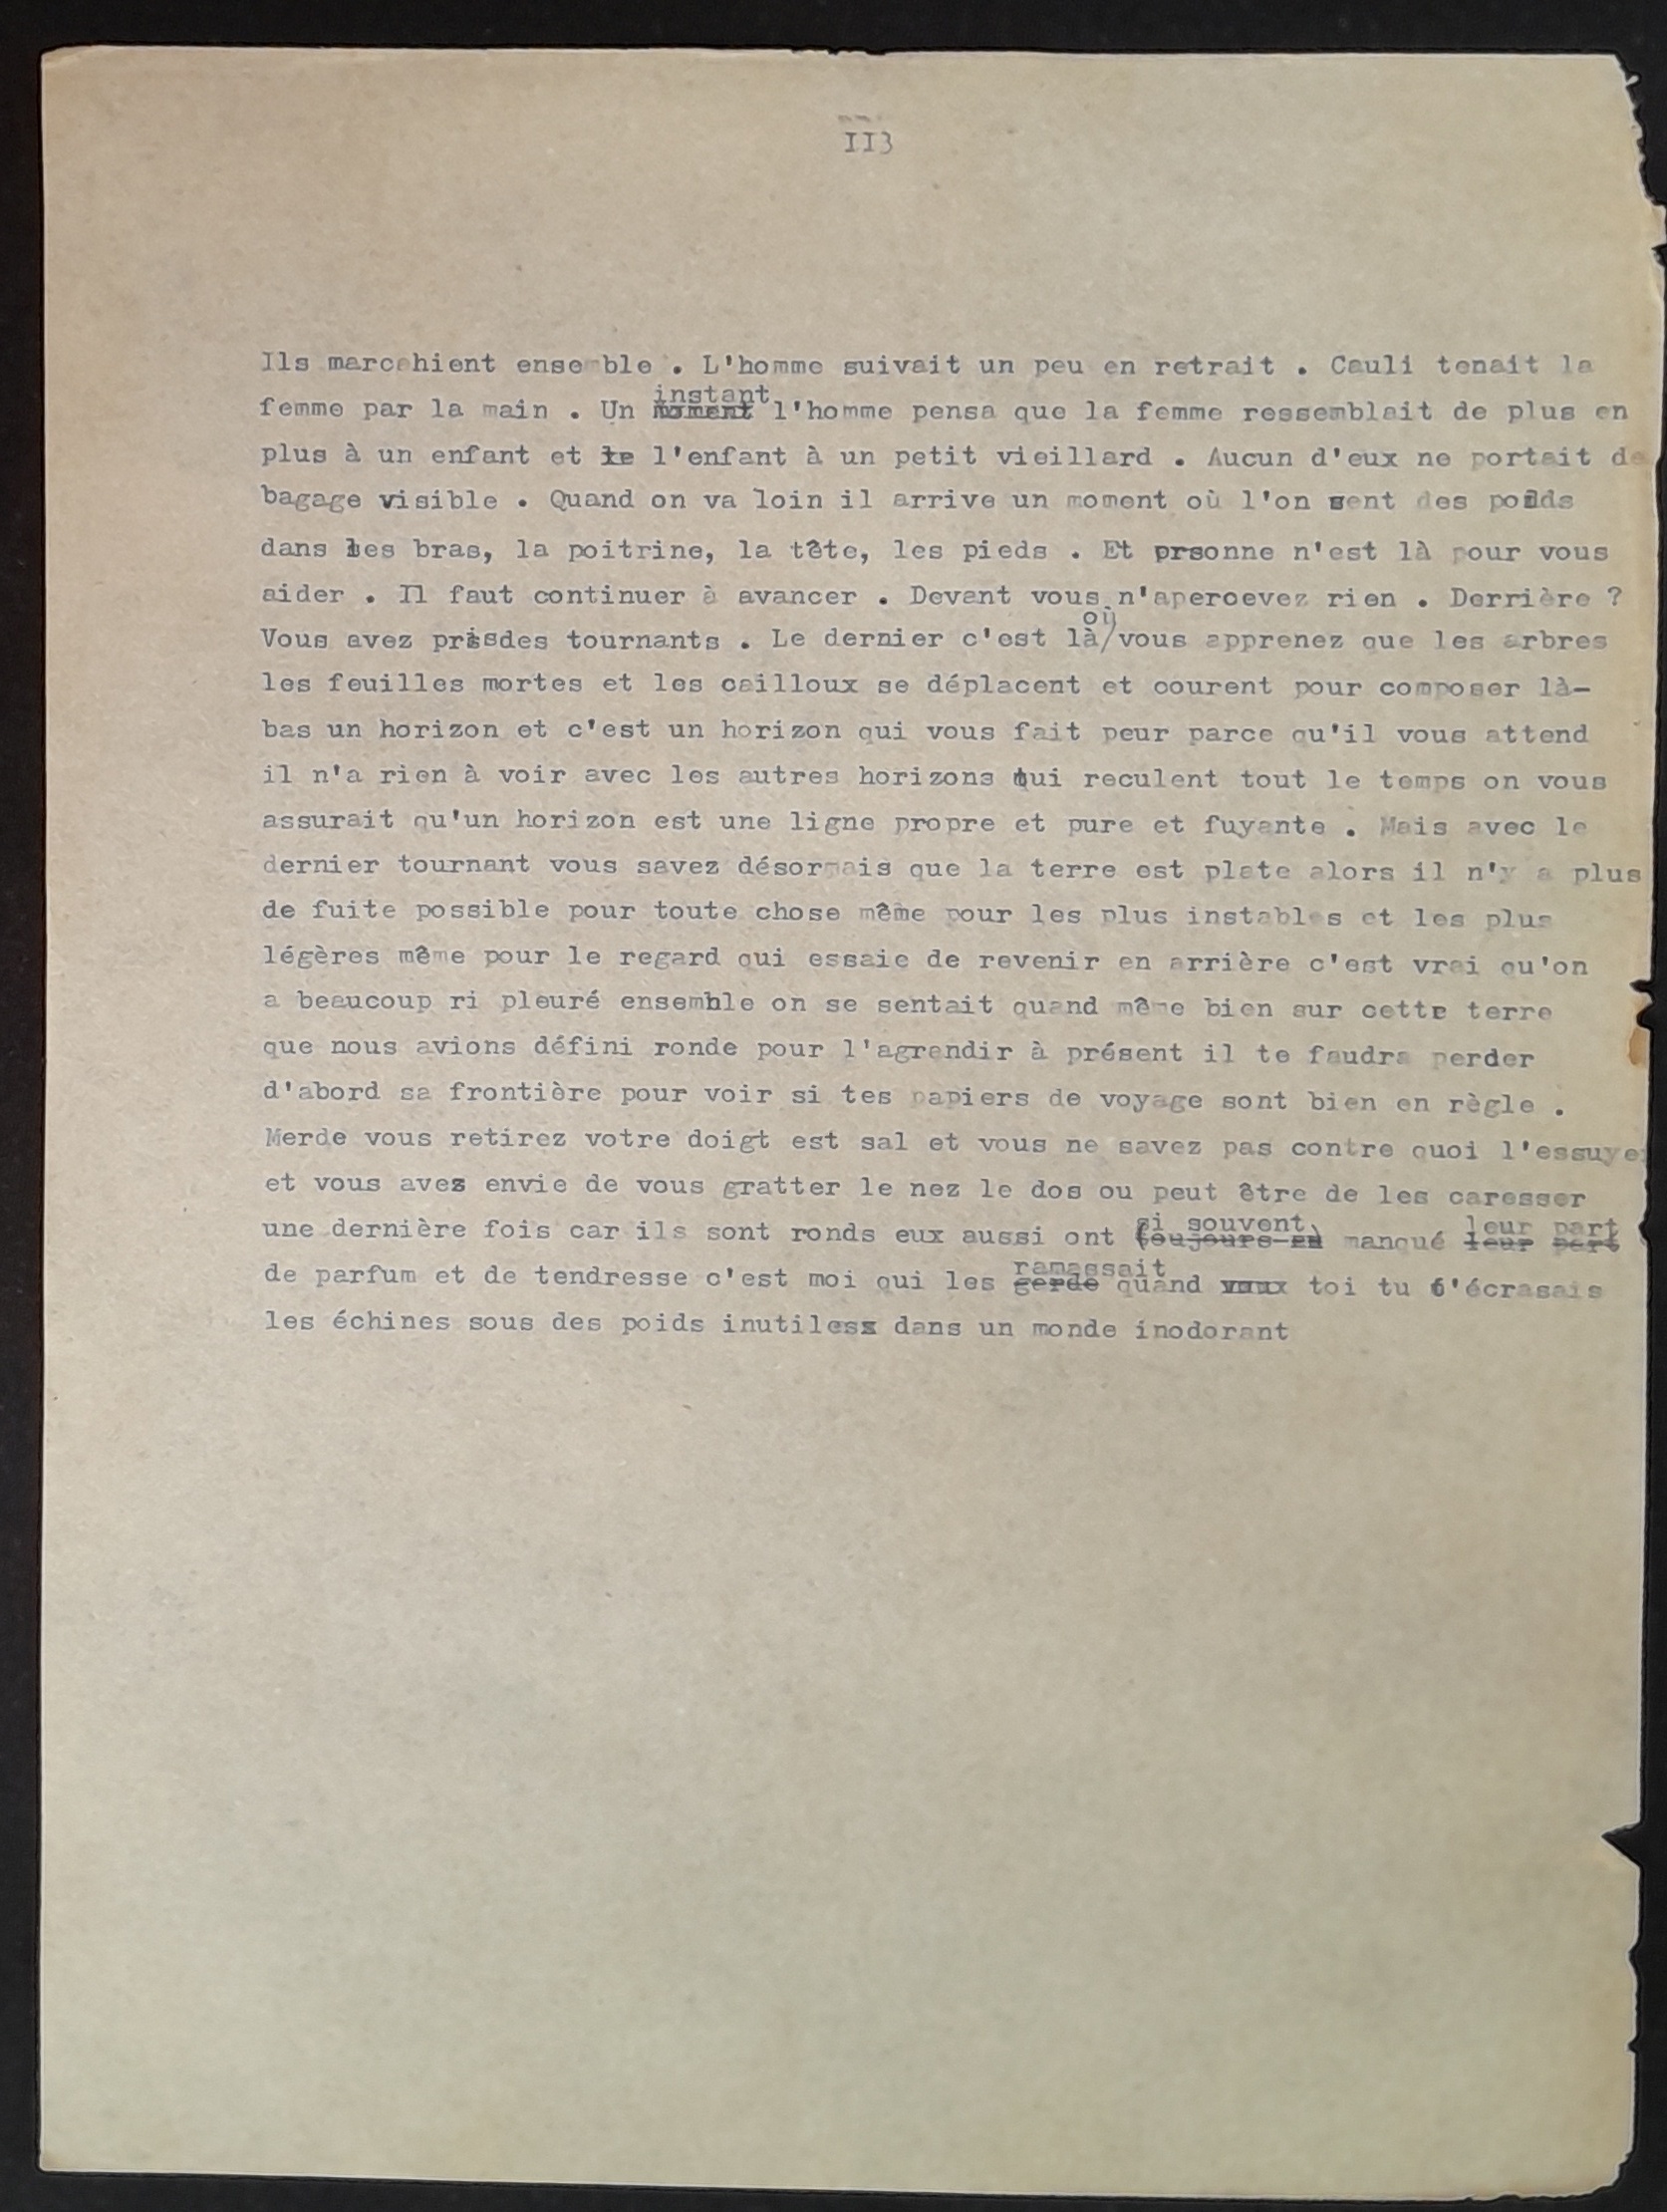 II3
Ils marcehient ensemble . L'homme suivait un peu en retrait . Cauli tenait la
instant
femme par la main . Un moment l'homme pensa que la femme ressemblait de plus en
plus à un enfant et le l'enfant à un petit vieillard . Aucun d'eux ne portait de
bagage visible . Quand on va loin il arrive un moment où l'on sent des poids
dans les bras, la poitrine, la tête, les pieds . Et prsonne n'est là pour vous
aider . Il faut continuer à avancer . Devant vous n'apercevez rien . Derrière ?
où
Vous avez prisdes tournants . Le dernier c'est là/vous apprenez que les arbres
les feuilles mortes et les cailloux se déplacent et courent pour composer là-
bas un horizon et c'est un horizon qui vous fait peur parce qu'il vous attend
il n'a rien à voir avec les autres horizons qui reculent tout le temps on vous
assurait qu'un horizon est une ligne propre et pure et fuyante . Mais avec le
dernier tournant vous savez désormais que la terre est plate alors il n'y a plus
de fuite possible pour toute chose même pour les plus instables et les plus
légères même pour le regard qui essaie de revenir en arrière c'est vrai qu'on
a beaucoup ri pleuré ensemble on se sentait quand même bien sur cette terre
que nous avions défini ronde pour l'agrandir à présent il te faudra perder
d'abord sa frontière pour voir si tes papiers de voyage sont bien en règle .
Merde vous retirez votre doigt est sal et vous ne savez pas contre quoi l'essuye
et vous avez envie de vous gratter le nez le dos ou peut être de les caresser
si souvent leur part
une dernière fois car ils sont ronds eux aussi ont (toujours manqué leur part
ramassait
de parfum et de tendresse c'est moi qui les garde quand toi tu t'écrasais
les échines sous des poids inutiless dans un monde inodorant